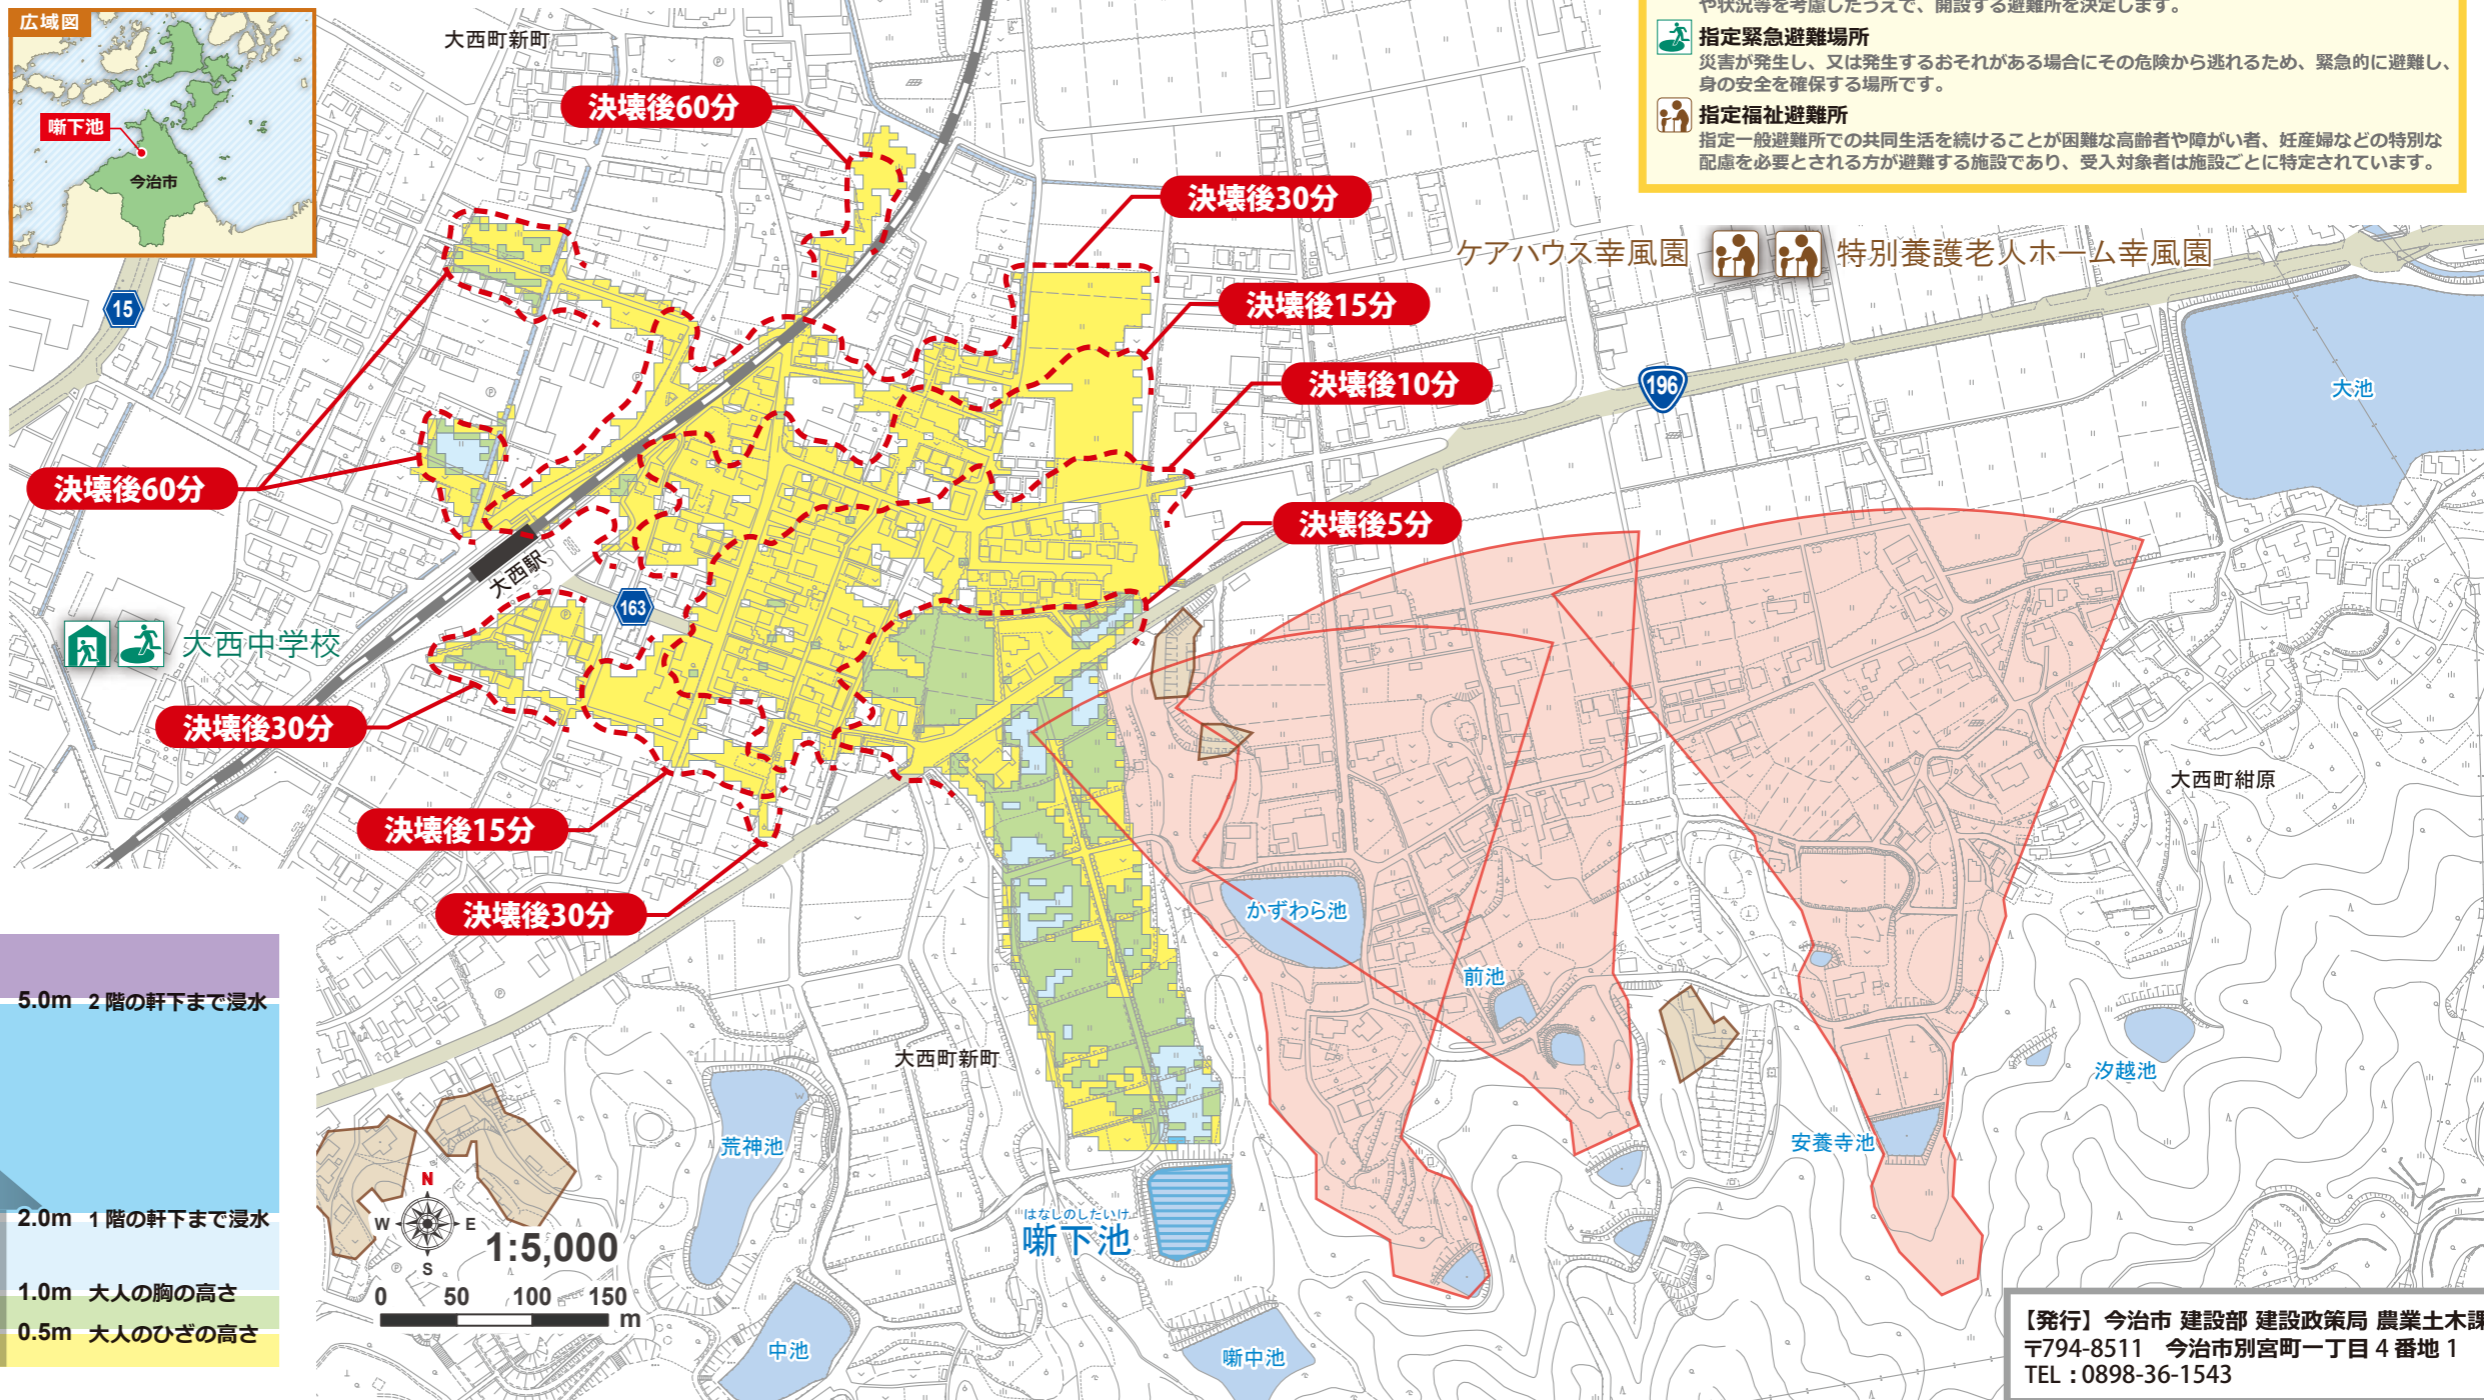 広域図
噺下池
今治市
や状況等を考慮したうえで、開設する避難所を決定します。
指定緊急避難場所
災害が発生し、又は発生するおそれがある場合にその危険から逃れるため、緊急的に避難し、
身の安全を確保する場所です。
指定福祉避難所
指定一般避難所での共同生活を続けることが困難な高齢者や障がい者、妊産婦などの特別な
配慮を必要とされる方が避難する施設であり、受入対象者は施設ごとに特定されています。
大西町新町
決壊後60分
決壊後30分
ケアハウス幸風園
特別養護老人ホーム幸風園
決壊後15分
15
決壊後10分
196
大池
決壊後60分
決壊後5分
大西駅
163
大西中学校
決壊後30分
大西町紺原
決壊後15分
決壊後30分
かずわら池
前池
5.0m 2階の軒下まで浸水
大西町新町
汐越池
荒神池
安養寺池
2.0m 1階の軒下まで浸水
N
W
E
S
はなしのしたいけ
噺下池
1:5,000
1.0m 大人の胸の高さ
0 50 100 150
m
0.5m 大人のひざの高さ
中池
噺中池
【発行】今治市 建設部 建設政策局 農業土木課
〒794-8511 今治市別宮町一丁目4番地1
TEL：0898-36-1543